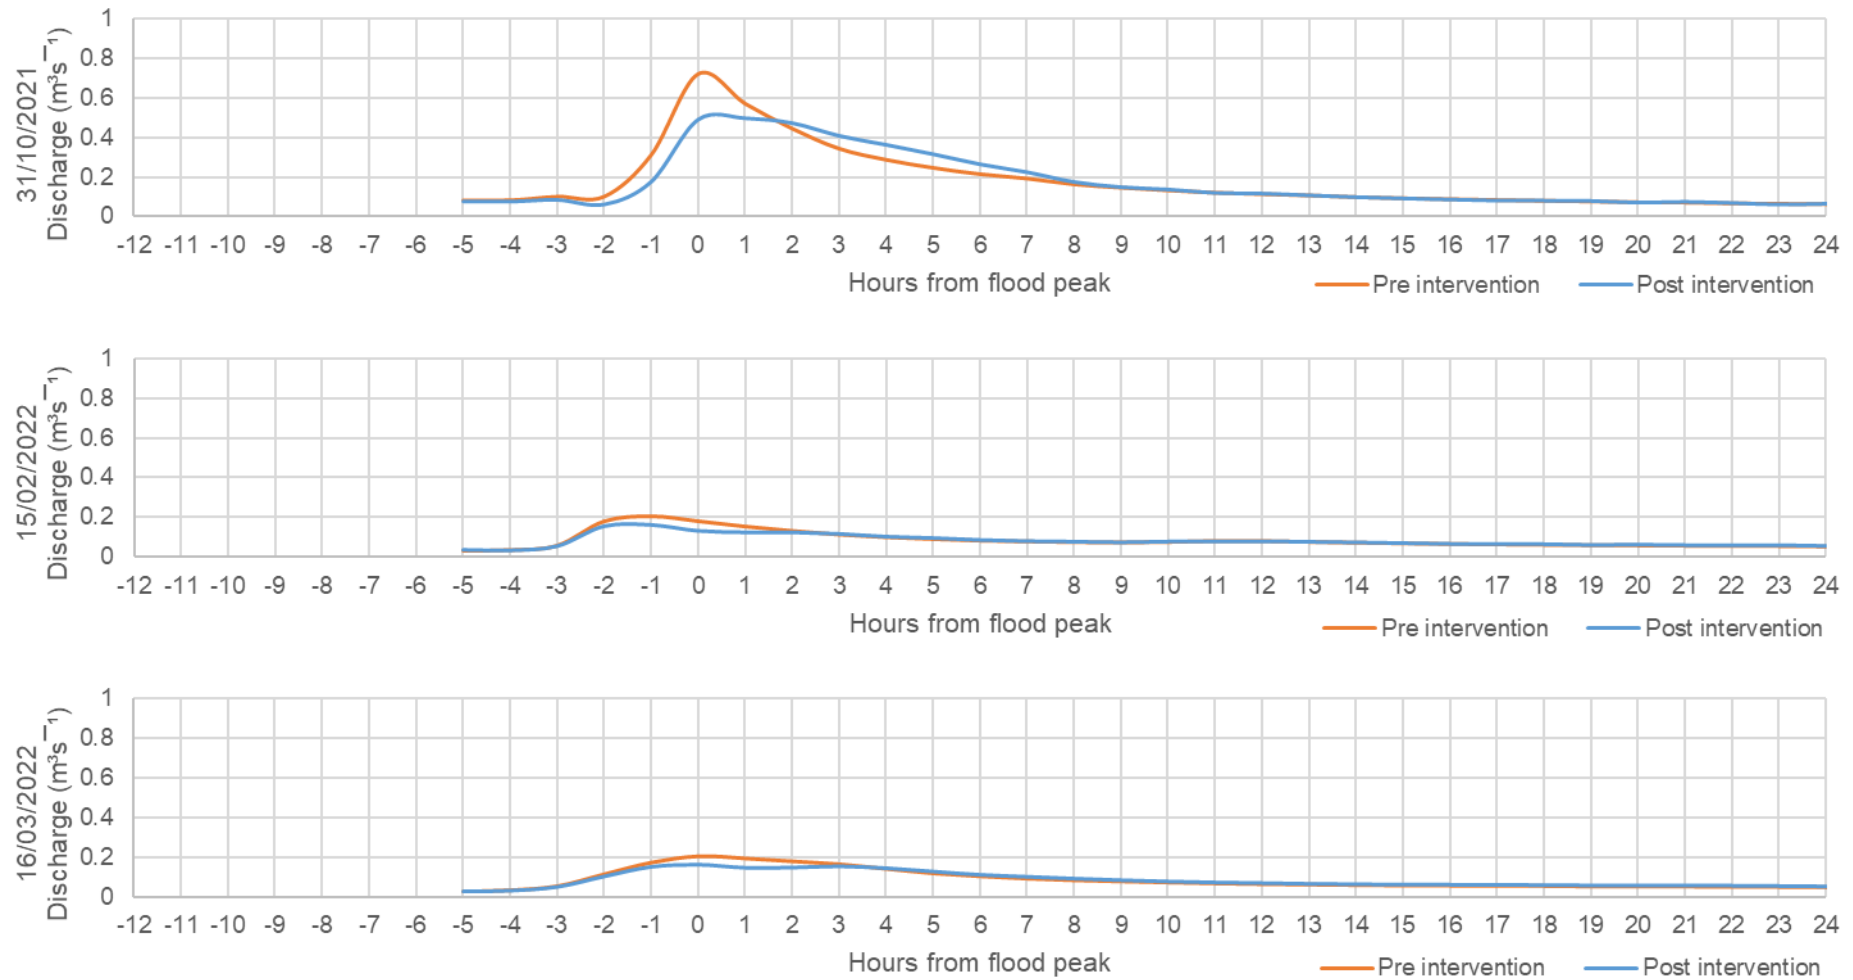 31/10/2021
Discharge (m³s¯¹)
1
0.8
0.6
0.4
0.2
0
-12 -11 -10 -9 -8 -7 -6 -5 -4 -3 -2 -1 0 1 2 3 4 5 6 7 8 9 10 11 12 13 14 15 16 17 18 19 20 21 22 23 24
Hours from flood peak
Pre intervention Post intervention
15/02/2022
Discharge (m³s¯¹)
1
0.8
0.6
0.4
0.2
0
-12 -11 -10 -9 -8 -7 -6 -5 -4 -3 -2 -1 0 1 2 3 4 5 6 7 8 9 10 11 12 13 14 15 16 17 18 19 20 21 22 23 24
Hours from flood peak
Pre intervention Post intervention
16/03/2022
Discharge (m³s¯¹)
1
0.8
0.6
0.4
0.2
0
-12 -11 -10 -9 -8 -7 -6 -5 -4 -3 -2 -1 0 1 2 3 4 5 6 7 8 9 10 11 12 13 14 15 16 17 18 19 20 21 22 23 24
Hours from flood peak
Pre intervention Post intervention